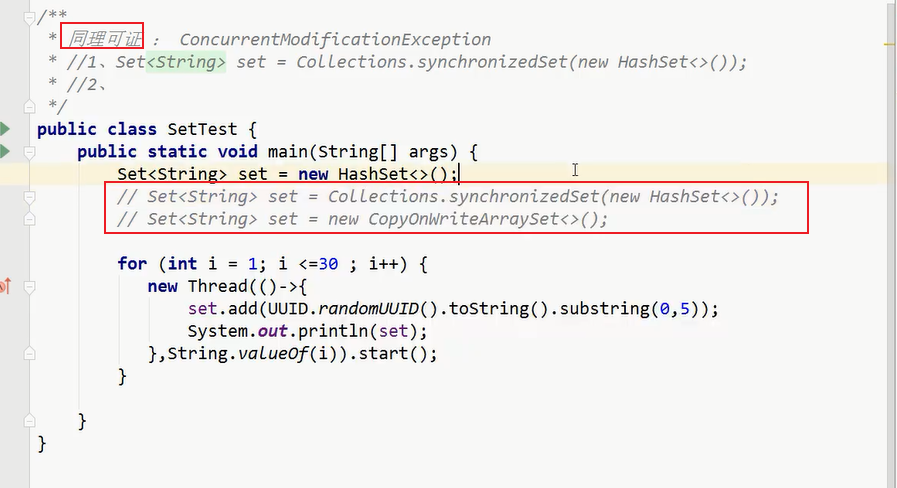 /**
 * 同理可证 : ConcurrentModificationException
 * //1、Set<String> set = Collections.synchronizedSet(new HashSet<>());
 * //2、
 */
public class SetTest {
    public static void main(String[] args) {
        Set<String> set = new HashSet<>();
        // Set<String> set = Collections.synchronizedSet(new HashSet<>());
        // Set<String> set = new CopyOnWriteArraySet<>();

        for (int i = 1; i <=30 ; i++) {
           new Thread(()->{
               set.add(UUID.randomUUID().toString().substring(0,5));
               System.out.println(set);
           },String.valueOf(i)).start();
        }

    }
}